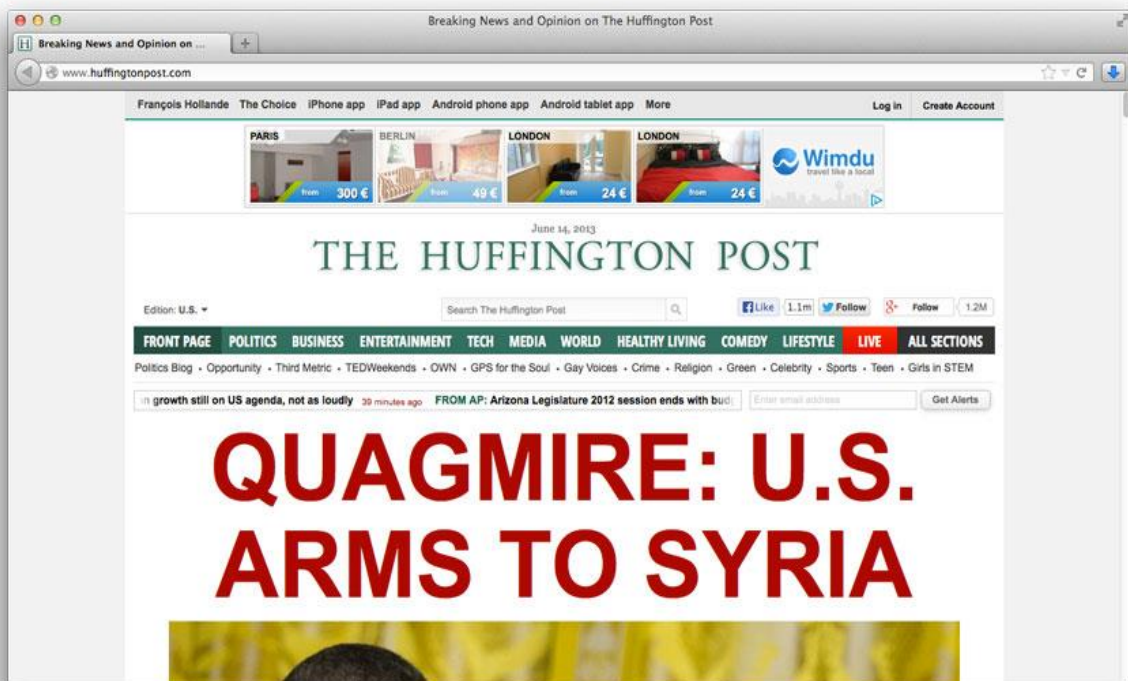 Breaking News and Opinion on The Huffington Post
Breaking News and Opinion on ...
www.huffingtonpost.com
François Hollande The Choice iPhone app iPad app Android phone app Android tablet app More Log in Create Account
PARIS BERLIN LONDON LONDON
Wimdu
travel like a local
from 300 € from 49 € from 24 € from 24 €
June 14, 2013
THE HUFFINGTON POST
Edition: U.S. Search The Huffington Post Like 1.1m Follow Follow 1.2M
FRONT PAGE POLITICS BUSINESS ENTERTAINMENT TECH MEDIA WORLD HEALTHY LIVING COMEDY LIFESTYLE LIVE ALL SECTIONS
Politics Blog • Opportunity • Third Metric • TEDWeekends • OWN • GPS for the Soul • Gay Voices • Crime • Religion • Green • Celebrity • Sports • Teen • Girls in STEM
growth still on US agenda, not as loudly 39 minutes ago FROM AP: Arizona Legislature 2012 session ends with Enter email address Get Alerts
QUAGMIRE: U.S.
ARMS TO SYRIA